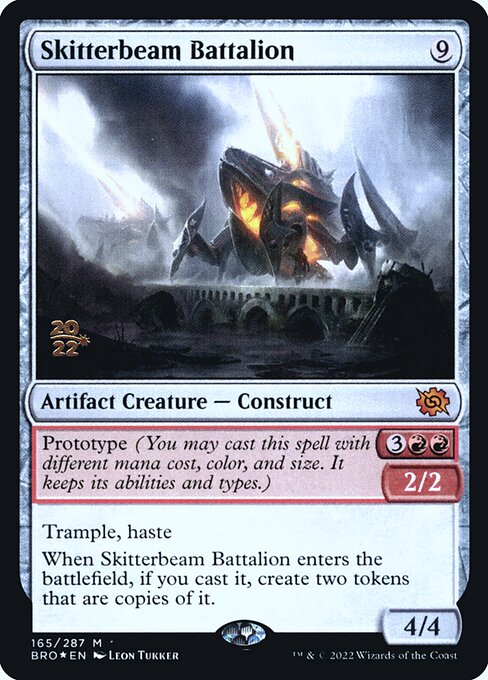 Skitterbeam Battalion 9
20
22
Artifact Creature — Construct
Prototype (You may cast this spell with 3
different mana cost, color, and size. It
keeps its abilities and types.) 2/2
Trample, haste
When Skitterbeam Battalion enters the
battlefield, if you cast it, create two tokens
that are copies of it.
4/4
165/287 M
BRO★EN Leon Tukker ™ & © 2022 Wizards of the Coast